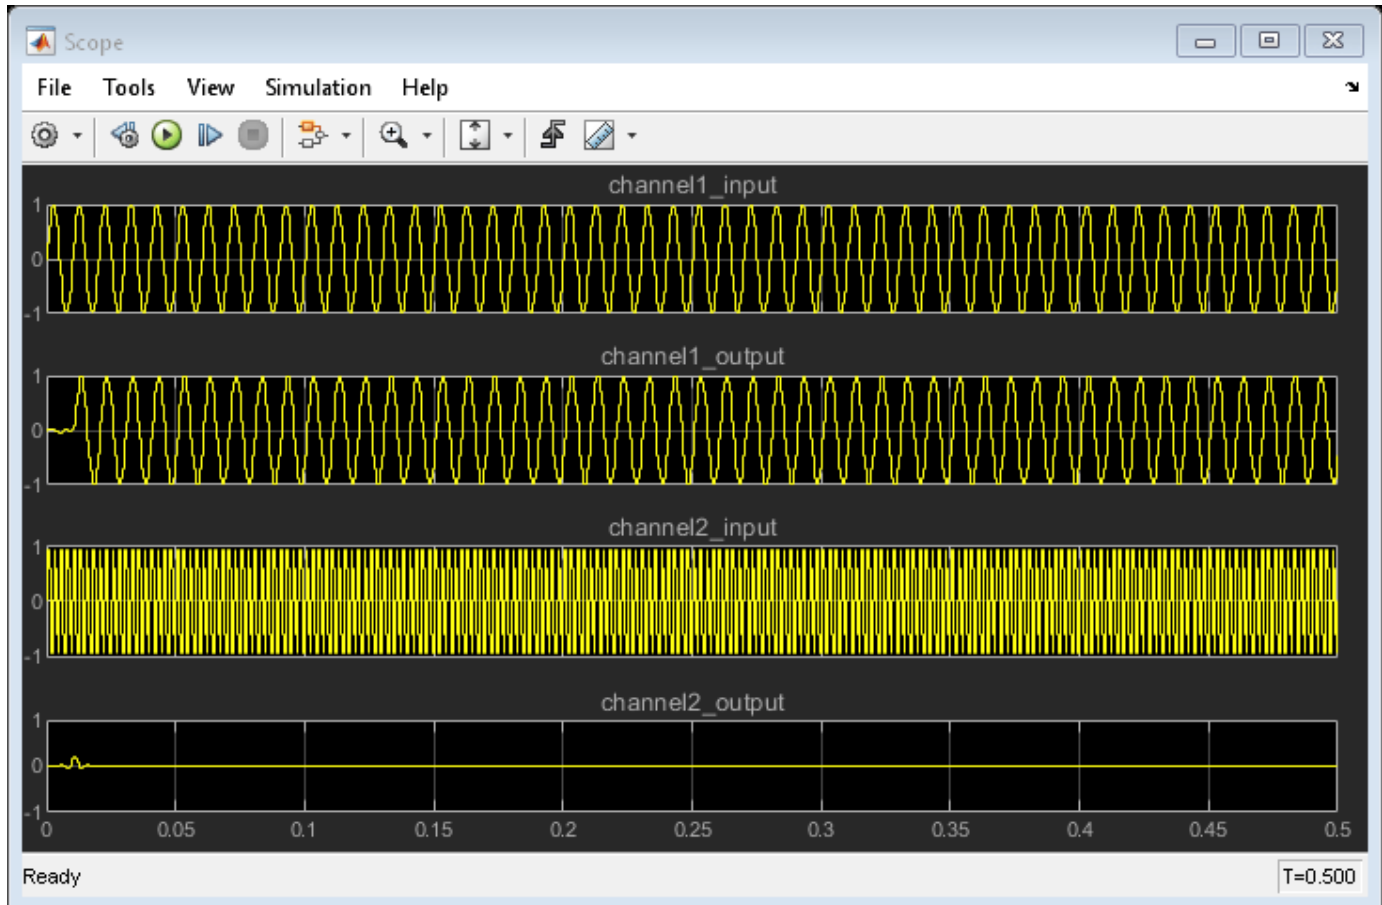 Scope
File Tools View Simulation Help
channel1_input
1
0
-1
channel1_output
1
0
-1
channel2_input
1
0
-1
channel2_output
1
0
-1
0 0.05 0.1 0.15 0.2 0.25 0.3 0.35 0.4 0.45 0.5
Ready T=0.500